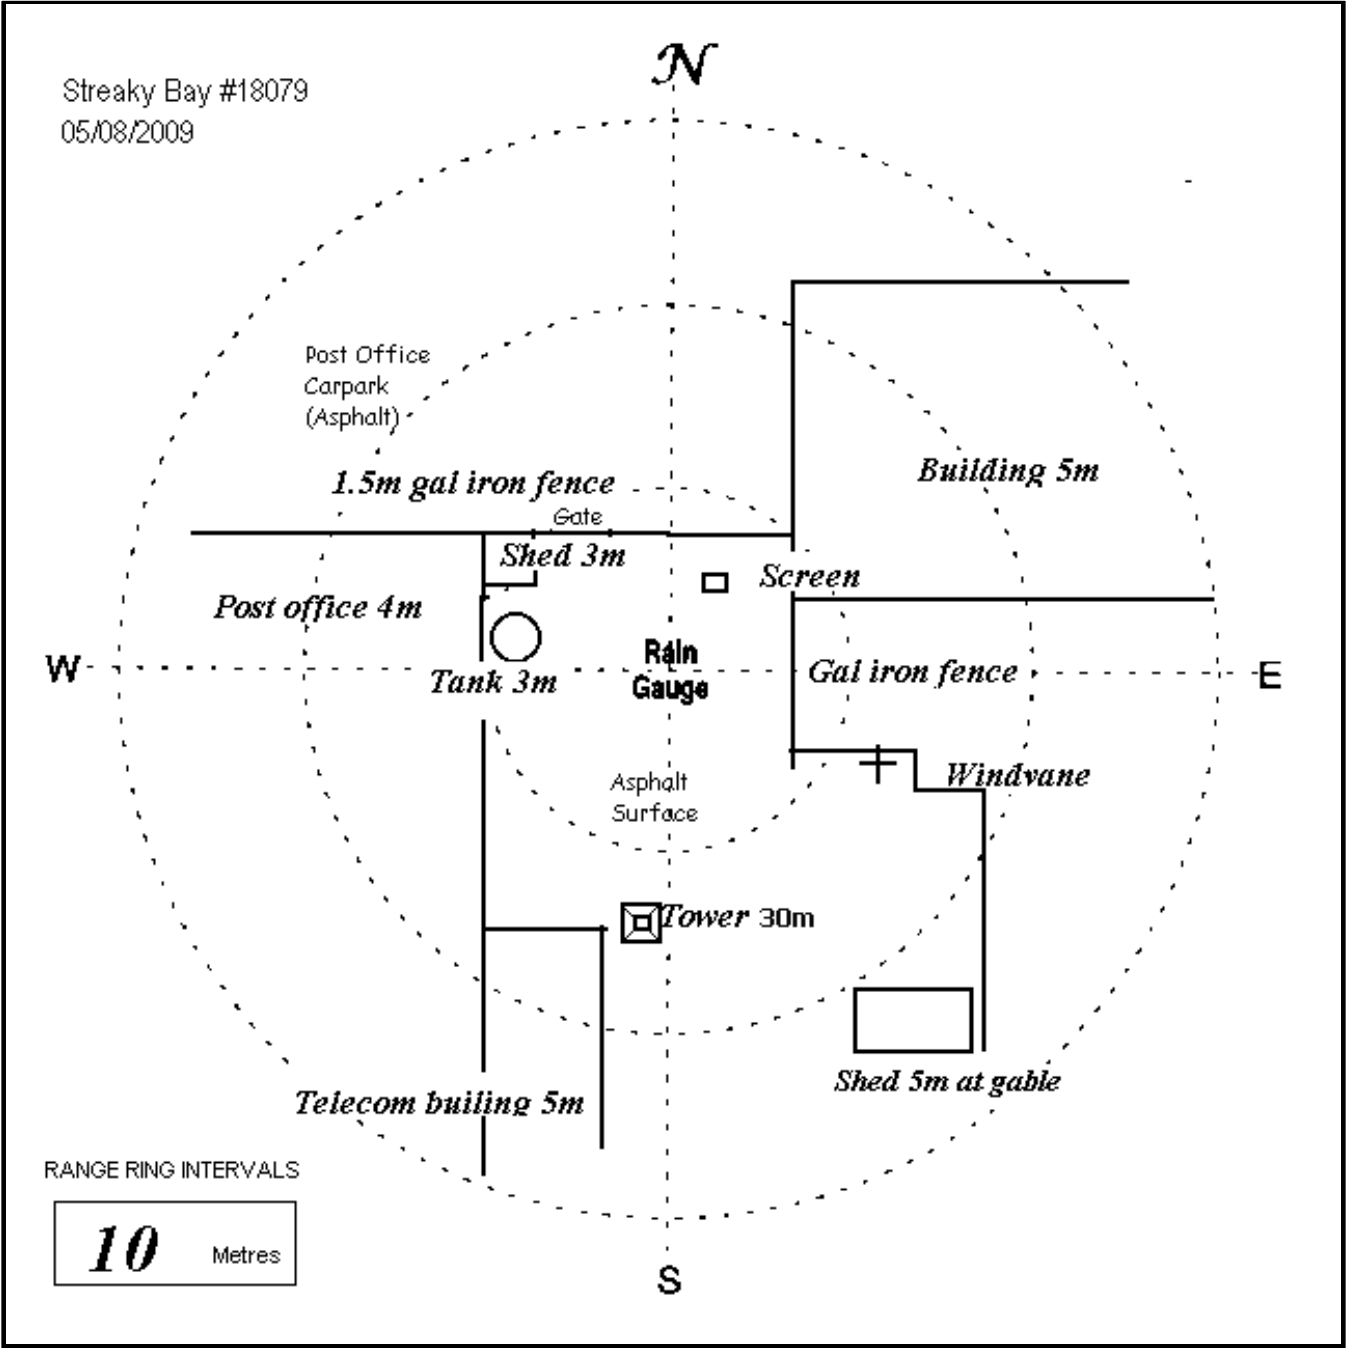 N
Streaky Bay #18079
05/08/2009
Post Office
Carpark
(Asphalt)
1.5m gal iron fence
Building 5m
Gate
Shed 3m
Screen
Post office 4m
Rain
Gauge
W
Tank 3m
Gal iron fence
E
Asphalt
Surface
Windvane
Tower 30m
Shed 5m at gable
Telecom builing 5m
RANGE RING INTERVALS
10 Metres
S